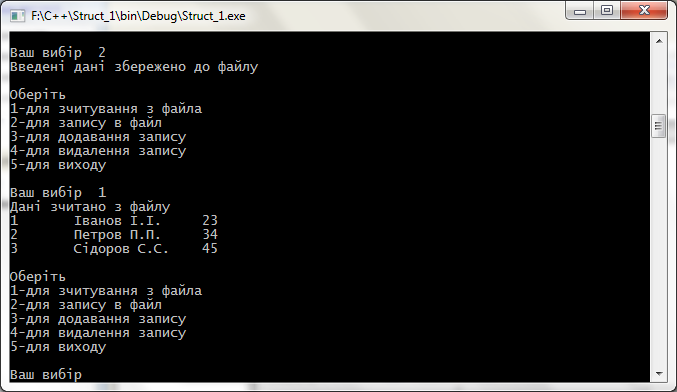 F:\C++\Struct_1\bin\Debug\Struct_1.exe
Ваш вибір  2
Введені дані збережено до файлу
Оберіть
1-для зчитування з файла
2-для запису в файл
3-для додавання запису
4-для видалення запису
5-для виходу
Ваш вибір  1
Дані зчитано з файлу
1       Іванов І.І.     23
2       Петров П.П.     34
3       Сідоров С.С.    45
Оберіть
1-для зчитування з файла
2-для запису в файл
3-для додавання запису
4-для видалення запису
5-для виходу
Ваш вибір